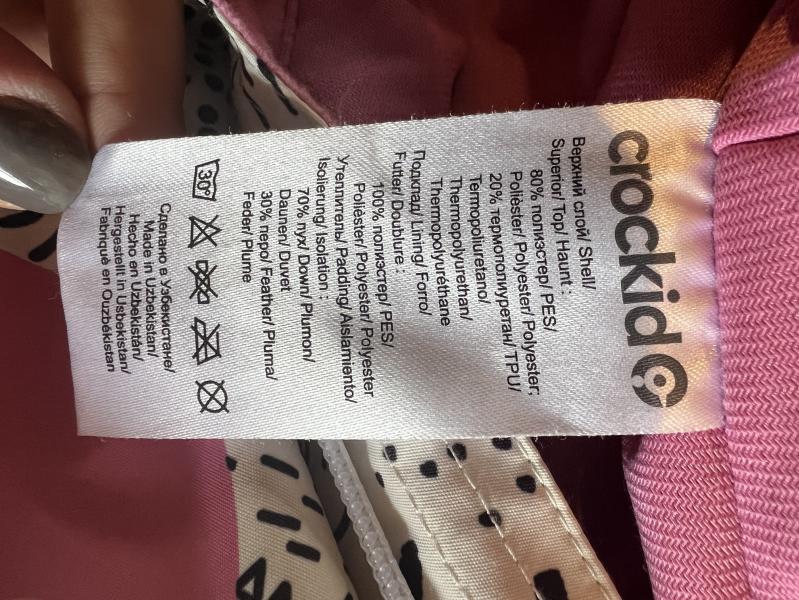 crockid
Верхний слой/ Shell/
Superior/ Top/ Haunt :
80% полиэстер/ PES/
Poliėster/ Polyester/ Polyester;
20% термополиуретан/ TPU/
Termopoliuretano/
Thermopolyurethan/
Thermopolyuréthane
Подклад/ Lining/ Forro/
Futter/ Doublure :
100% полиэстер/ PES/
Poliėster/ Polyester/ Polyester
Утеплитель/ Padding/ Aislamiento/
Isolierung/ Isolation :
70% пух/ Down/ Plumon/
Daunen/ Duvet
30% перо/ Feather/ Pluma/
Feder/ Plume
30°
Сделано в Узбекистане/
Made in Uzbekistan/
Hecho en Uzbekistán/
Hergestellt in Usbekistan/
Fabriqué en Ouzbékistan